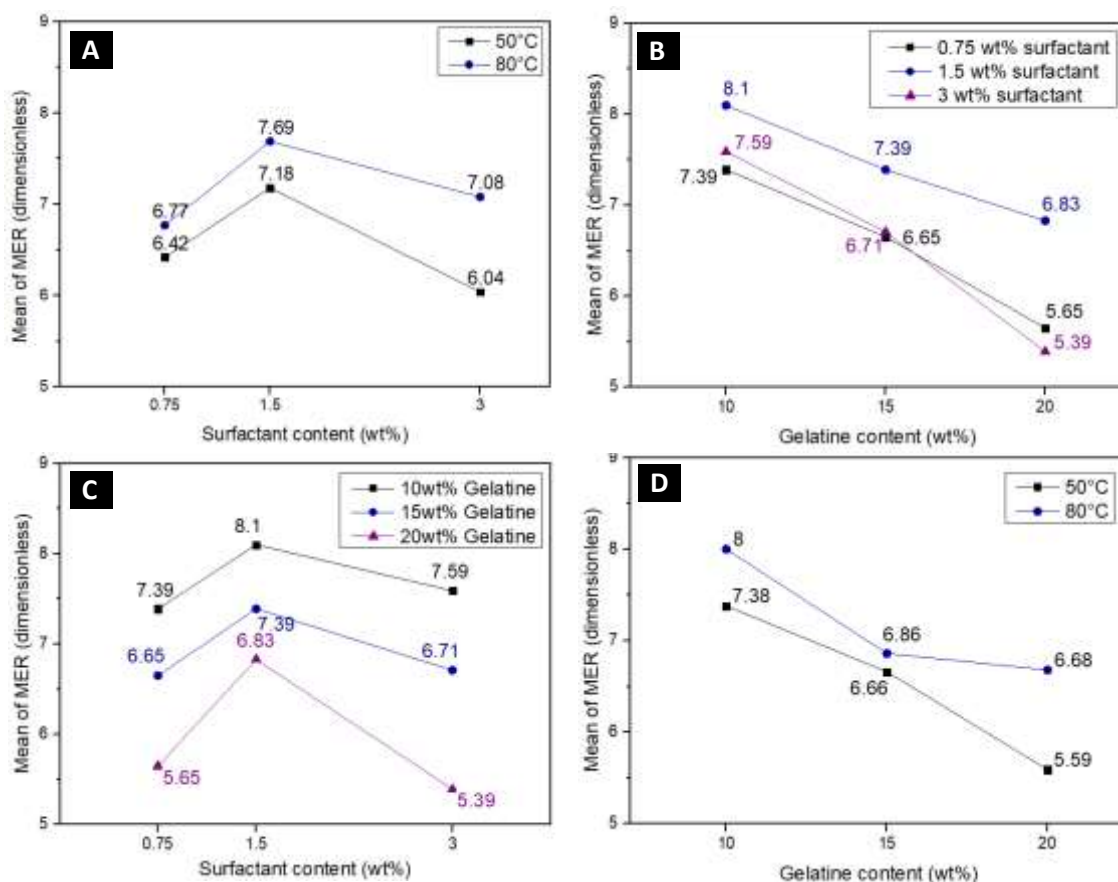 A
50°C
80°C
Mean of MER (dimensionless)
9
8
7
6
5
7.69
7.18
6.77
6.42
7.08
6.04
0.75
1.5
3
Surfactant content (wt%)
B
0.75 wt% surfactant
1.5 wt% surfactant
3 wt% surfactant
Mean of MER (dimensionless)
9
8
7
6
5
8.1
7.59
7.39
7.39
6.83
6.71
6.65
5.65
5.39
10
15
20
Gelatine content (wt%)
C
10wt% Gelatine
15wt% Gelatine
20wt% Gelatine
Mean of MER (dimensionless)
9
8
7
6
5
8.1
7.39
7.59
6.65
7.39
6.71
6.83
5.65
5.39
0.75
1.5
3
Surfactant content (wt%)
D
50°C
80°C
Mean of MER (dimensionless)
9
8
7
6
5
8
7.38
6.86
6.66
6.68
5.59
10
15
20
Gelatine content (wt%)